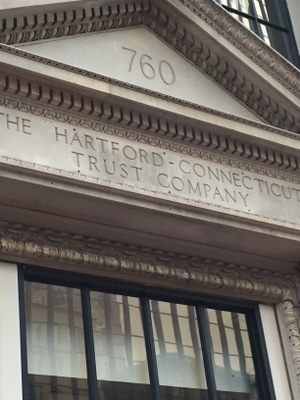 760
THE HARTFORD-CONNECTICUT
TRUST COMPANY